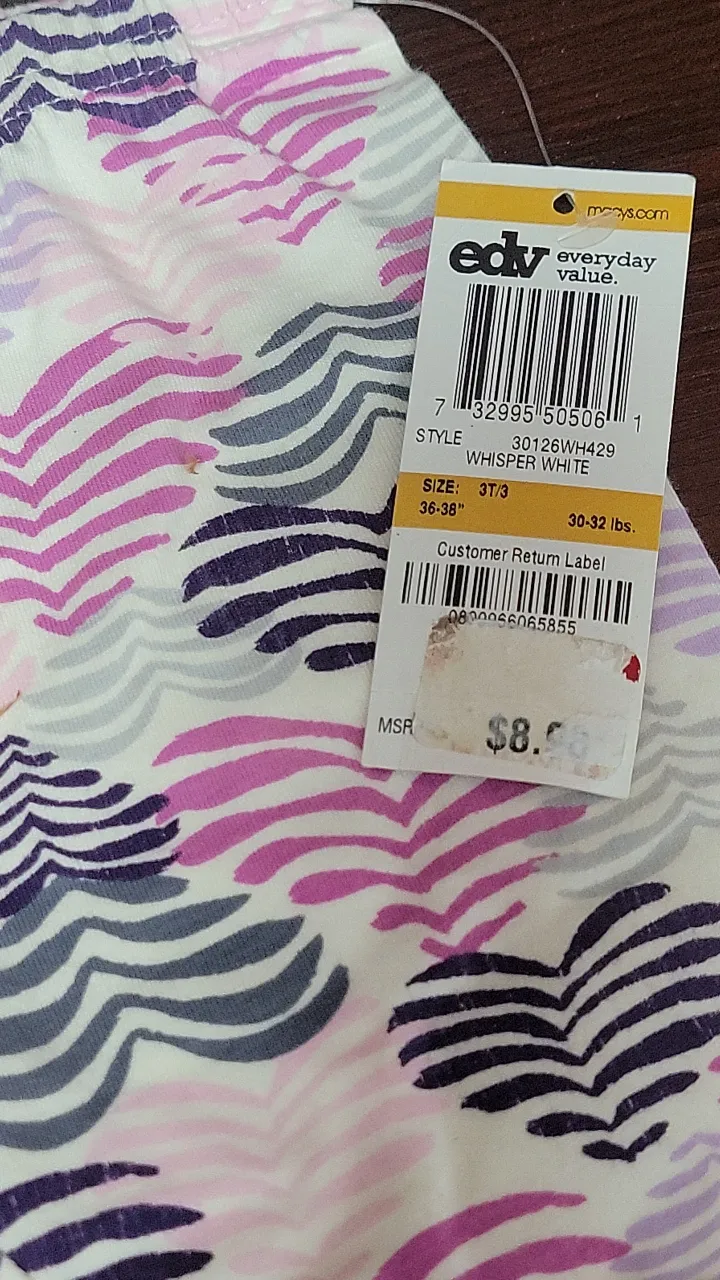 macys.com
edv everyday
value.
7 32995 50506 1
STYLE 30126WH429
WHISPER WHITE
SIZE: 3T/3
36-38" 30-32 lbs.
Customer Return Label
0820066065855
MSR